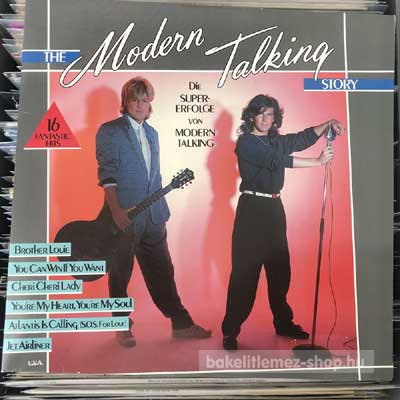 THE
Modern Talking
STORY
Die
SUPER-
ERFOLGE
VON
MODERN
TALKING
16
FANTASTIC
HITS
BROTHER LOUIE
YOU CAN WIN IF YOU WANT
CHERI CHERI LADY
YOU'RE MY HEART, YOU'RE MY SOUL
ATLANTIS IS CALLING (S.O.S. FOR LOVE)
JET AIRLINER
bakelitlemez-shop.hu